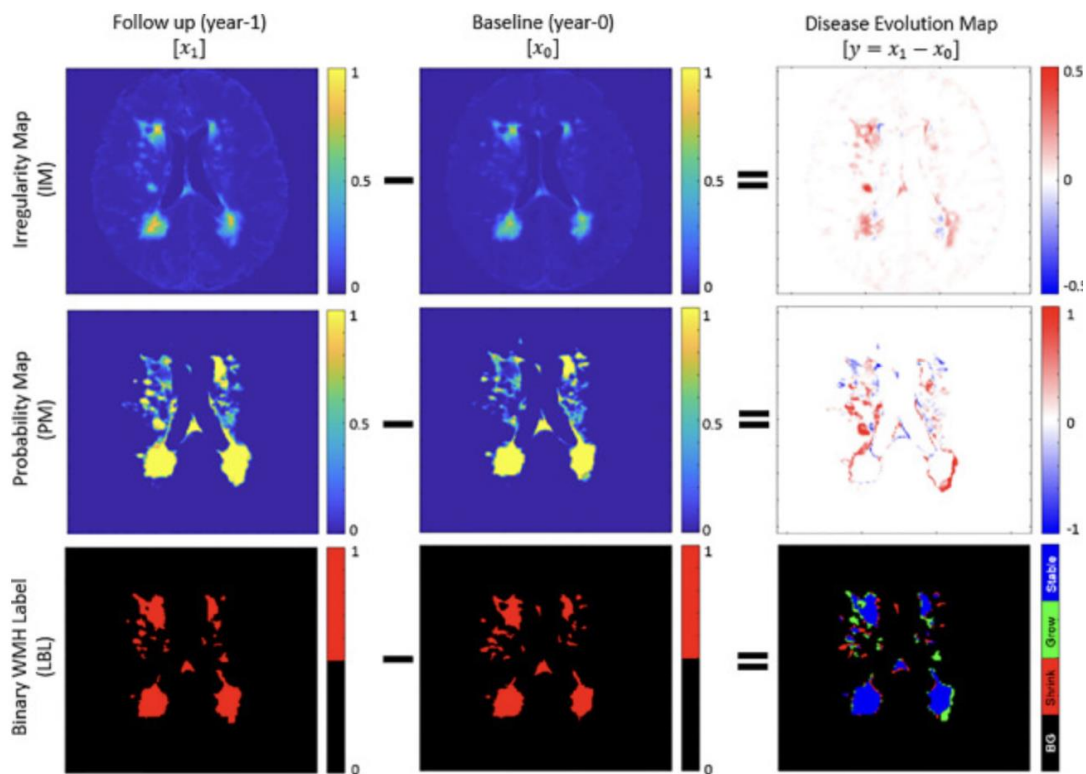 Follow up (year-1)
[x₁]
Baseline (year-0)
[x₀]
Disease Evolution Map
[y = x₁ − x₀]
Irregularity Map
(IM)
1
0.5
0
1
0.5
0
0.5
0
-0.5
Probability Map
(PM)
1
0.5
0
1
0.5
0
1
0
-1
Binary WMH Label
(LBL)
1
0
1
0
Stable
Grow
Shrink
BG